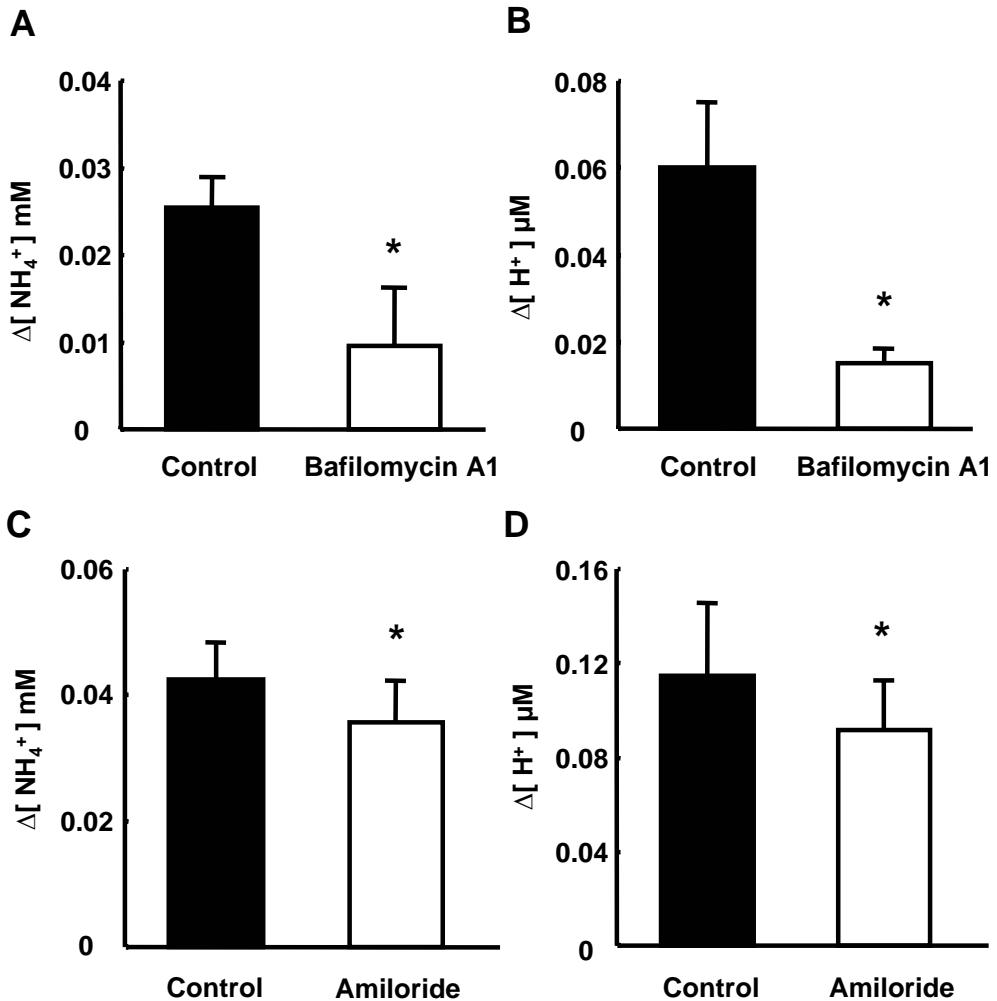 A
Δ[ NH₄⁺ ] mM
0.04
0.03
0.02
0.01
0
*
Control Bafilomycin A1
B
Δ[ H⁺ ] µM
0.08
0.06
0.04
0.02
0
*
Control Bafilomycin A1
C
Δ[ NH₄⁺ ] mM
0.06
0.04
0.02
0
*
Control Amiloride
D
Δ[ H⁺ ] µM
0.16
0.12
0.08
0.04
0
*
Control Amiloride